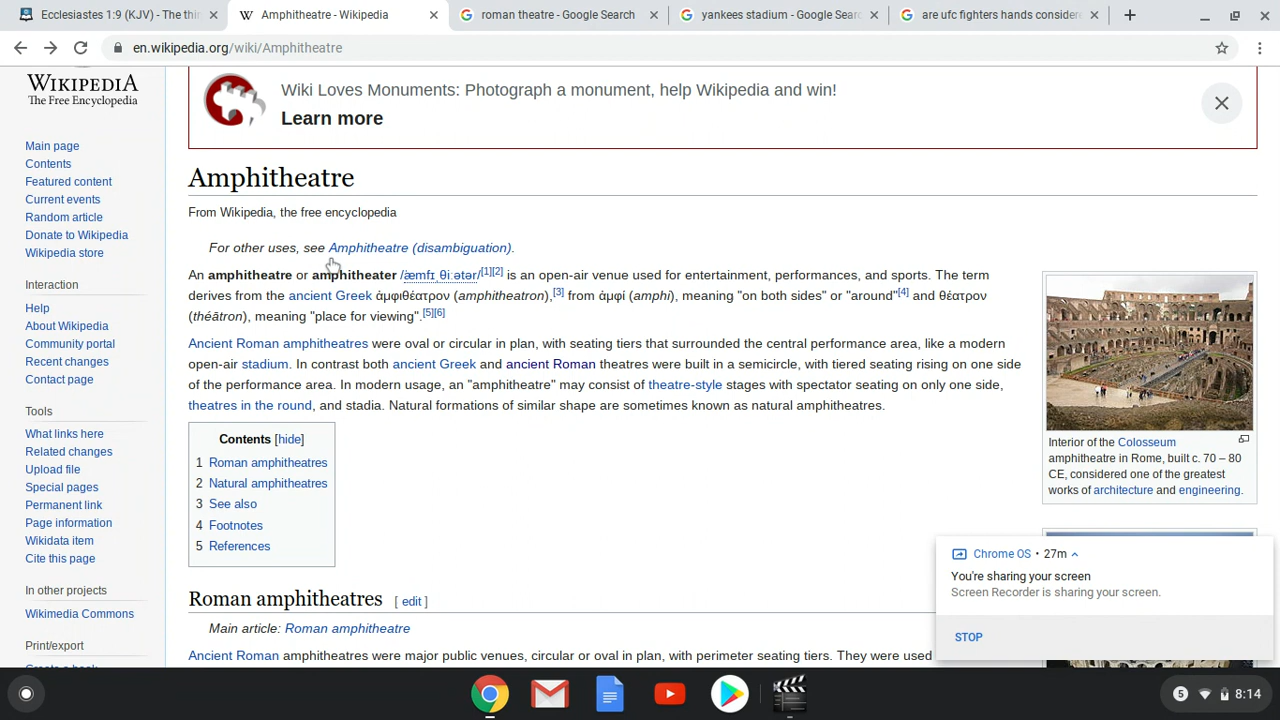 Ecclesiastes 1:9 (KJV) - The thin
Amphitheatre - Wikipedia
roman theatre - Google Search
yankees stadium - Google Searc
are ufc fighters hands considere
en.wikipedia.org/wiki/Amphitheatre
WIKIPEDIA
The Free Encyclopedia
Main page
Contents
Featured content
Current events
Random article
Donate to Wikipedia
Wikipedia store
Interaction
Help
About Wikipedia
Community portal
Recent changes
Contact page
Tools
What links here
Related changes
Upload file
Special pages
Permanent link
Page information
Wikidata item
Cite this page
In other projects
Wikimedia Commons
Print/export
Wiki Loves Monuments: Photograph a monument, help Wikipedia and win!
Learn more
Amphitheatre
From Wikipedia, the free encyclopedia
For other uses, see Amphitheatre (disambiguation).
An amphitheatre or amphitheater /ˈæmfɪˌθiːətər/[1][2] is an open-air venue used for entertainment, performances, and sports. The term
derives from the ancient Greek ἀμφιθέατρον (amphitheatron),[3] from ἀμφί (amphi), meaning "on both sides" or "around"[4] and θέατρον
(théātron), meaning "place for viewing".[5][6]
Ancient Roman amphitheatres were oval or circular in plan, with seating tiers that surrounded the central performance area, like a modern
open-air stadium. In contrast both ancient Greek and ancient Roman theatres were built in a semicircle, with tiered seating rising on one side
of the performance area. In modern usage, an "amphitheatre" may consist of theatre-style stages with spectator seating on only one side,
theatres in the round, and stadia. Natural formations of similar shape are sometimes known as natural amphitheatres.
Contents [hide]
1 Roman amphitheatres
2 Natural amphitheatres
3 See also
4 Footnotes
5 References
Roman amphitheatres [ edit ]
Main article: Roman amphitheatre
Ancient Roman amphitheatres were major public venues, circular or oval in plan, with perimeter seating tiers. They were used
Interior of the Colosseum
amphitheatre in Rome, built c. 70 – 80
CE, considered one of the greatest
works of architecture and engineering.
Chrome OS • 27m
You're sharing your screen
Screen Recorder is sharing your screen.
STOP
5
8:14